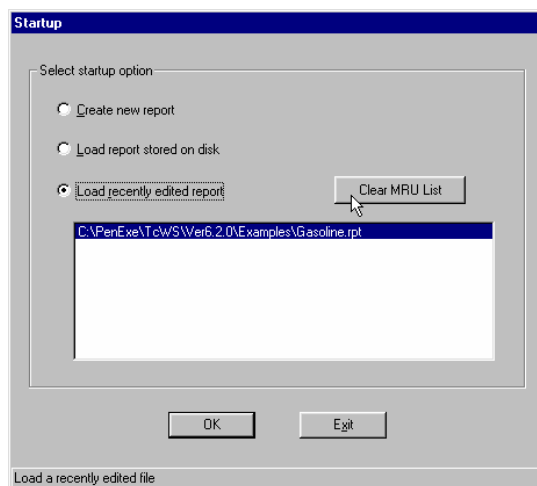 Startup
Select startup option
Create new report
Load report stored on disk
Load recently edited report
Clear MRU List
C:\PenExe\TcWS\Ver6.2.0\Examples\Gasoline.rpt
OK
Exit
Load a recently edited file